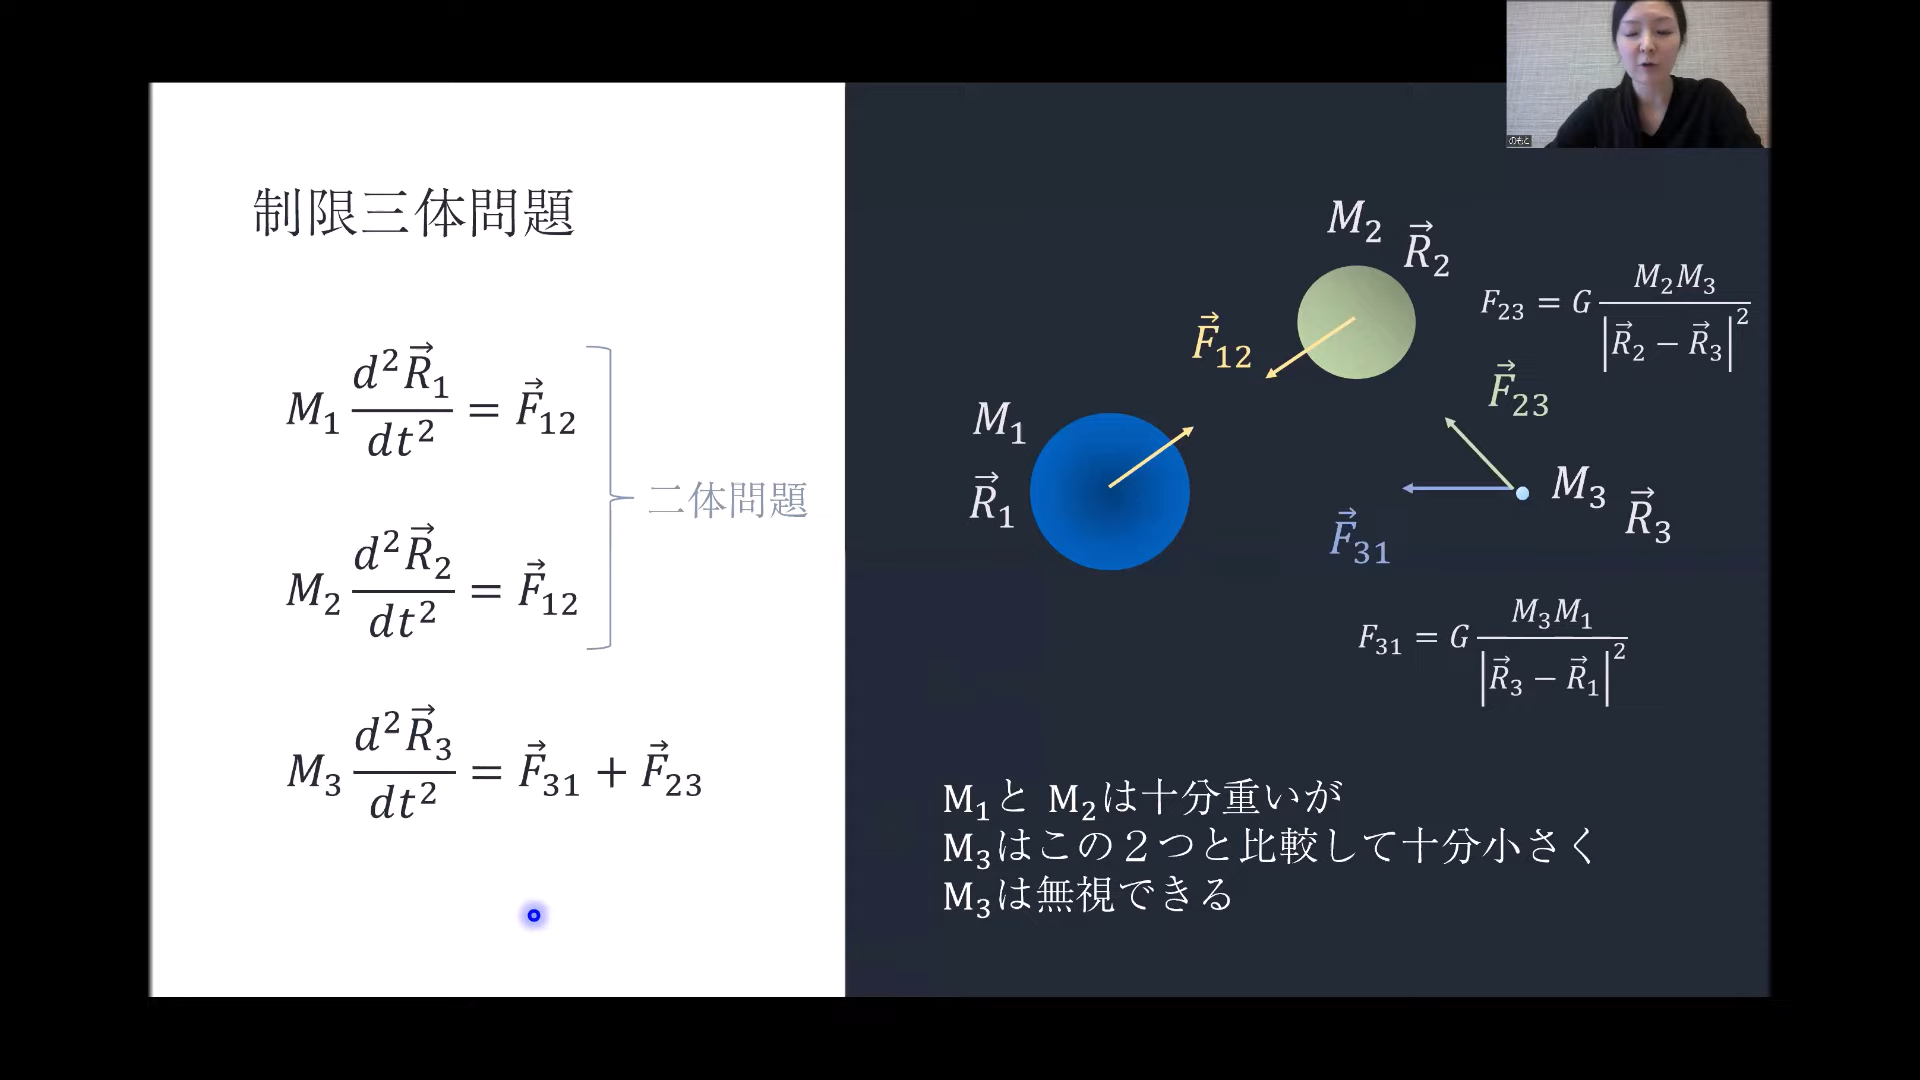 のもと
制限三体問題
M₁ d²R⃗₁/dt² = F⃗₁₂
M₂ d²R⃗₂/dt² = F⃗₁₂
二体問題
M₃ d²R⃗₃/dt² = F⃗₃₁ + F⃗₂₃
M₂ R⃗₂
F₂₃ = G M₂M₃/|R⃗₂ − R⃗₃|²
F⃗₁₂
F⃗₂₃
M₁
R⃗₁
M₃ R⃗₃
F⃗₃₁
F₃₁ = G M₃M₁/|R⃗₃ − R⃗₁|²
M₁と M₂は十分重いが
M₃はこの２つと比較して十分小さく
M₃は無視できる